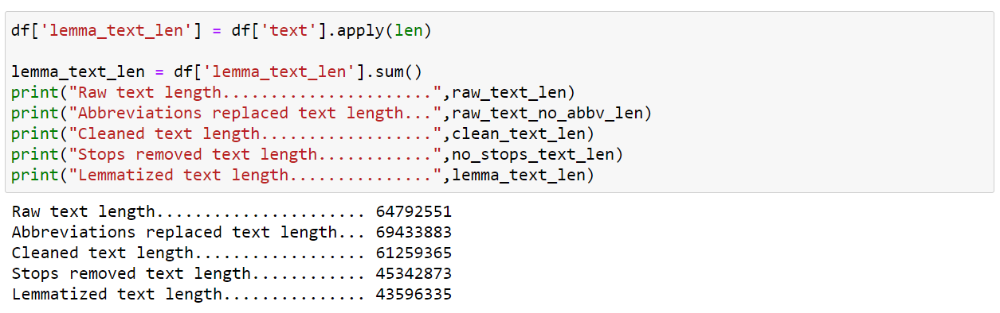 df['lemma_text_len'] = df['text'].apply(len)
lemma_text_len = df['lemma_text_len'].sum()
print("Raw text length......................",raw_text_len)
print("Abbreviations replaced text length...",raw_text_no_abbv_len)
print("Cleaned text length..................",clean_text_len)
print("Stops removed text length............",no_stops_text_len)
print("Lemmatized text length...............",lemma_text_len)
Raw text length...................... 64792551
Abbreviations replaced text length... 69433883
Cleaned text length.................. 61259365
Stops removed text length............ 45342873
Lemmatized text length............... 43596335